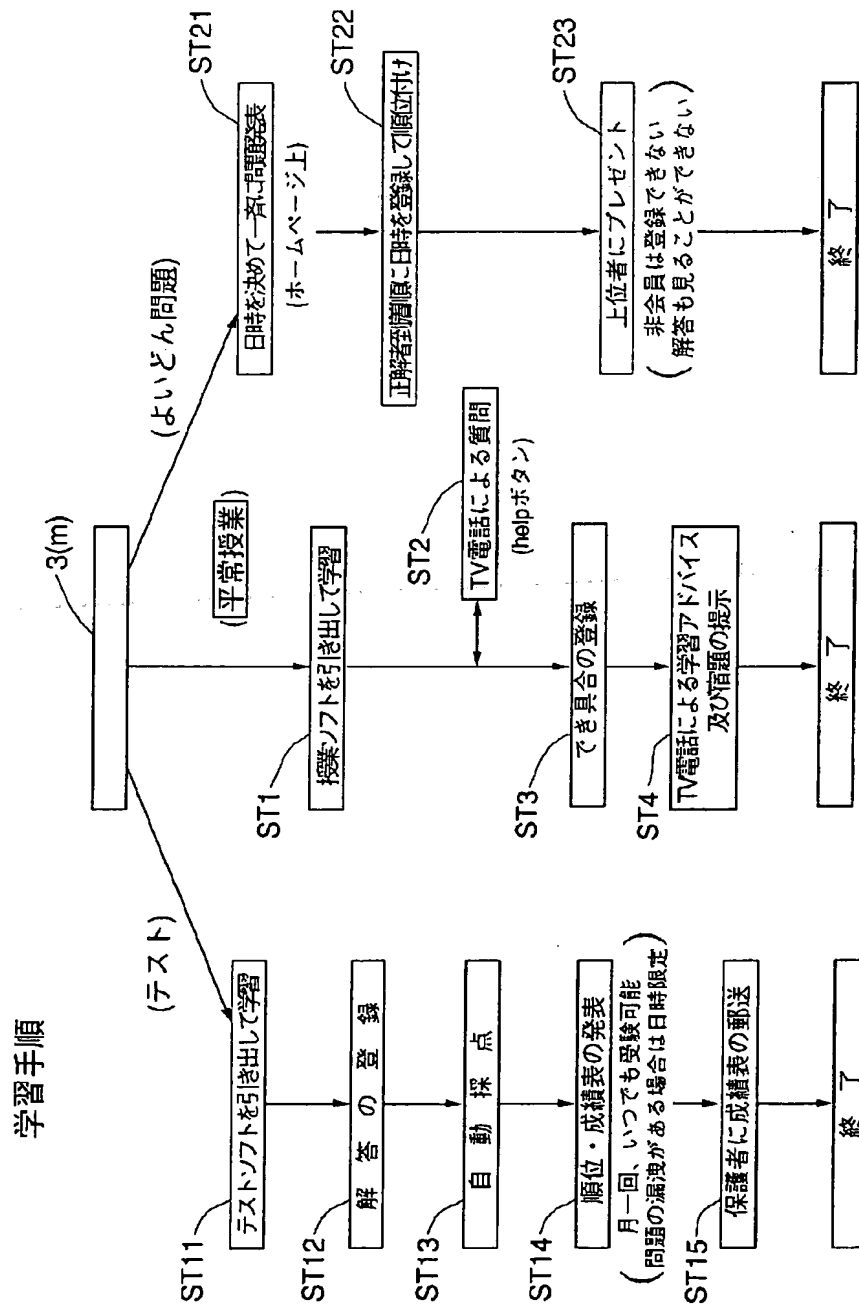 学習手順
3(m)
(テスト)
ST11
テストソフトを引き出して学習
ST12
解答の登録
ST13
自動採点
ST14
順位・成績表の発表
(月一回、いつでも受験可能
問題の漏洩がある場合は日時限定)
ST15
保護者に成績表の郵送
終了
(平常授業)
ST1
授業ソフトを引き出して学習
ST2
TV電話による質問
(helpボタン)
ST3
でき具合の登録
ST4
TV電話による学習アドバイス
及び宿題の提示
終了
(よいどん問題)
ST21
日時を決めて一斉に問題発表
(ホームページ上)
ST22
正解者到着順に日時を登録して順位付け
ST23
上位者にプレゼント
(非会員は登録できない
解答も見ることができない)
終了